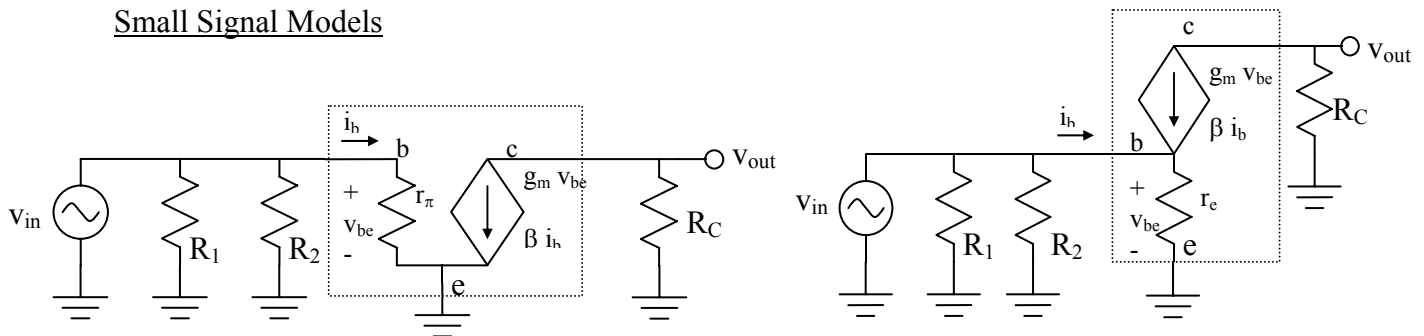 Small Signal Models
i_b
b
c
g_m v_be
v_out
v_in
R_1
R_2
+
v_be
-
r_π
β i_b
e
R_C
c
g_m v_be
v_out
R_C
i_b
b
β i_b
v_in
R_1
R_2
+
v_be
-
r_e
e